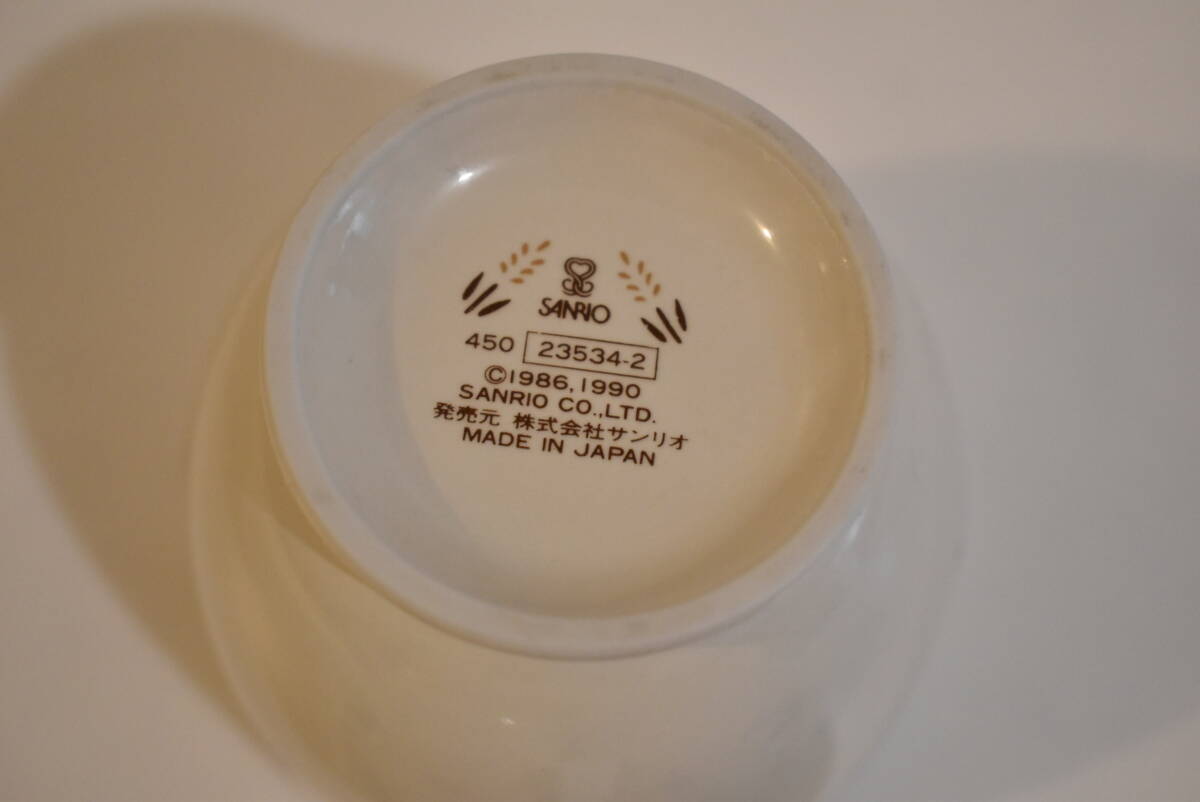 SANRIO
450 23534-2
©1986,1990
SANRIO CO.,LTD.
発売元 株式会社サンリオ
MADE IN JAPAN